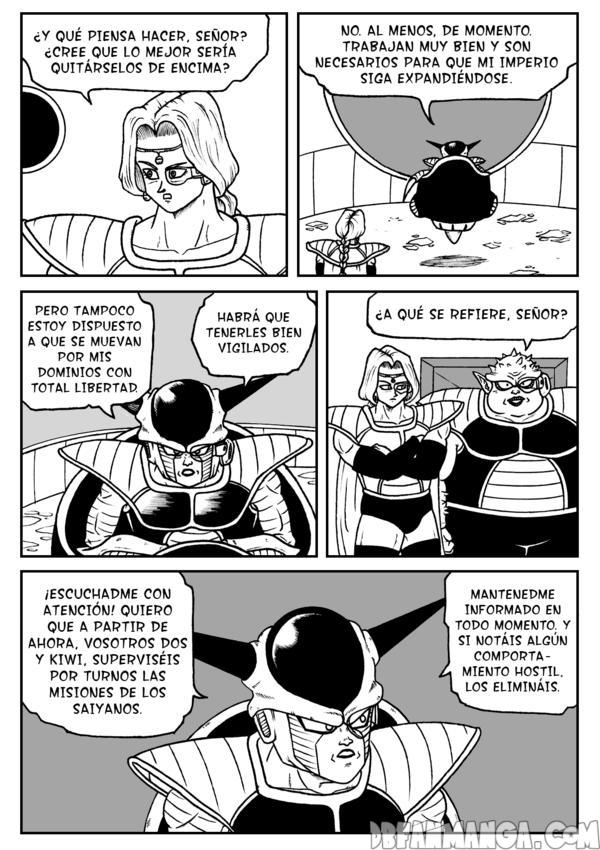 ¿Y QUÉ PIENSA HACER, SEÑOR?
¿CREE QUE LO MEJOR SERÍA
QUITÁRSELOS DE ENCIMA?
NO. AL MENOS, DE MOMENTO.
TRABAJAN MUY BIEN Y SON
NECESARIOS PARA QUE MI IMPERIO
SIGA EXPANDIÉNDOSE.
PERO TAMPOCO
ESTOY DISPUESTO
A QUE SE MUEVAN
POR MIS
DOMINIOS CON
TOTAL LIBERTAD.
HABRÁ QUE
TENERLES BIEN
VIGILADOS.
¿A QUÉ SE REFIERE, SEÑOR?
¡ESCUCHADME CON
ATENCIÓN! QUIERO
QUE A PARTIR DE
AHORA, VOSOTROS DOS
Y KIWI, SUPERVISÉIS
POR TURNOS LAS
MISIONES DE LOS
SAIYANOS.
MANTENEDME
INFORMADO EN
TODO MOMENTO. Y
SI NOTÁIS ALGÚN
COMPORTA-
MIENTO HOSTIL,
LOS ELIMINÁIS.
DBFANMANGA.COM